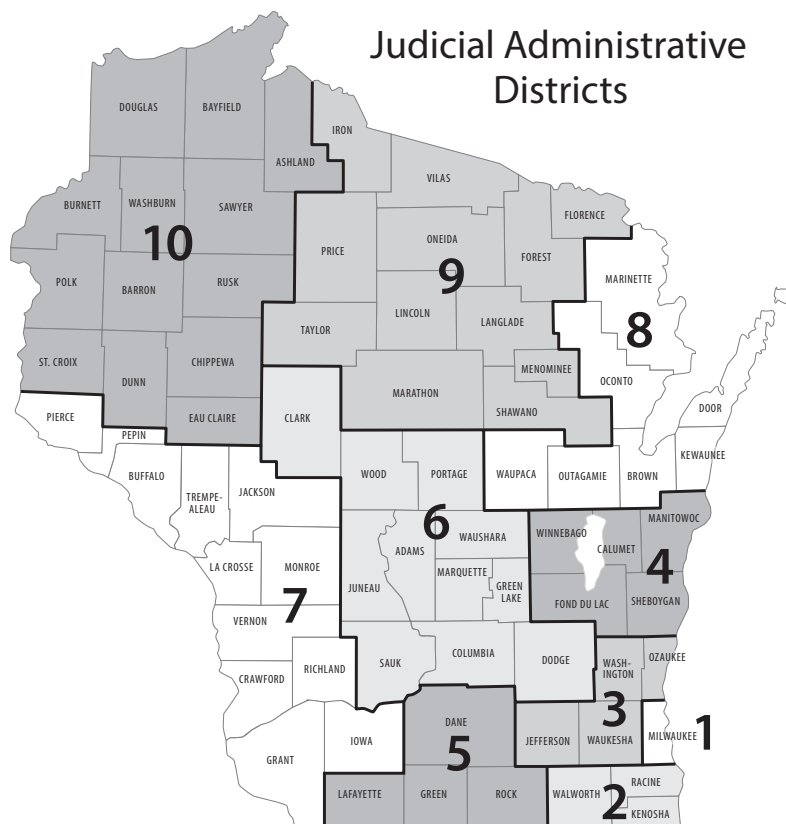 Judicial Administrative
Districts
DOUGLAS
BAYFIELD
IRON
ASHLAND
VILAS
BURNETT
WASHBURN
SAWYER
FLORENCE
10
ONEIDA
PRICE
FOREST
9
MARINETTE
POLK
BARRON
RUSK
LINCOLN
LANGLADE
TAYLOR
8
ST. CROIX
CHIPPEWA
MENOMINEE
DUNN
OCONTO
MARATHON
SHAWANO
DOOR
PIERCE
EAU CLAIRE
CLARK
PEPIN
KEWAUNEE
BUFFALO
WOOD
PORTAGE
WAUPACA
OUTAGAMIE
BROWN
JACKSON
TREMPE-
ALEAU
MANITOWOC
6
WINNEBAGO
WAUSHARA
ADAMS
CALUMET
4
LA CROSSE
MONROE
MARQUETTE
JUNEAU
GREEN
LAKE
FOND DU LAC
SHEBOYGAN
7
VERNON
COLUMBIA
DODGE
OZAUKEE
SAUK
WASH-
INGTON
RICHLAND
CRAWFORD
3
DANE
1
IOWA
JEFFERSON
WAUKESHA
MILWAUKEE
5
GRANT
RACINE
LAFAYETTE
GREEN
ROCK
WALWORTH
2
KENOSHA